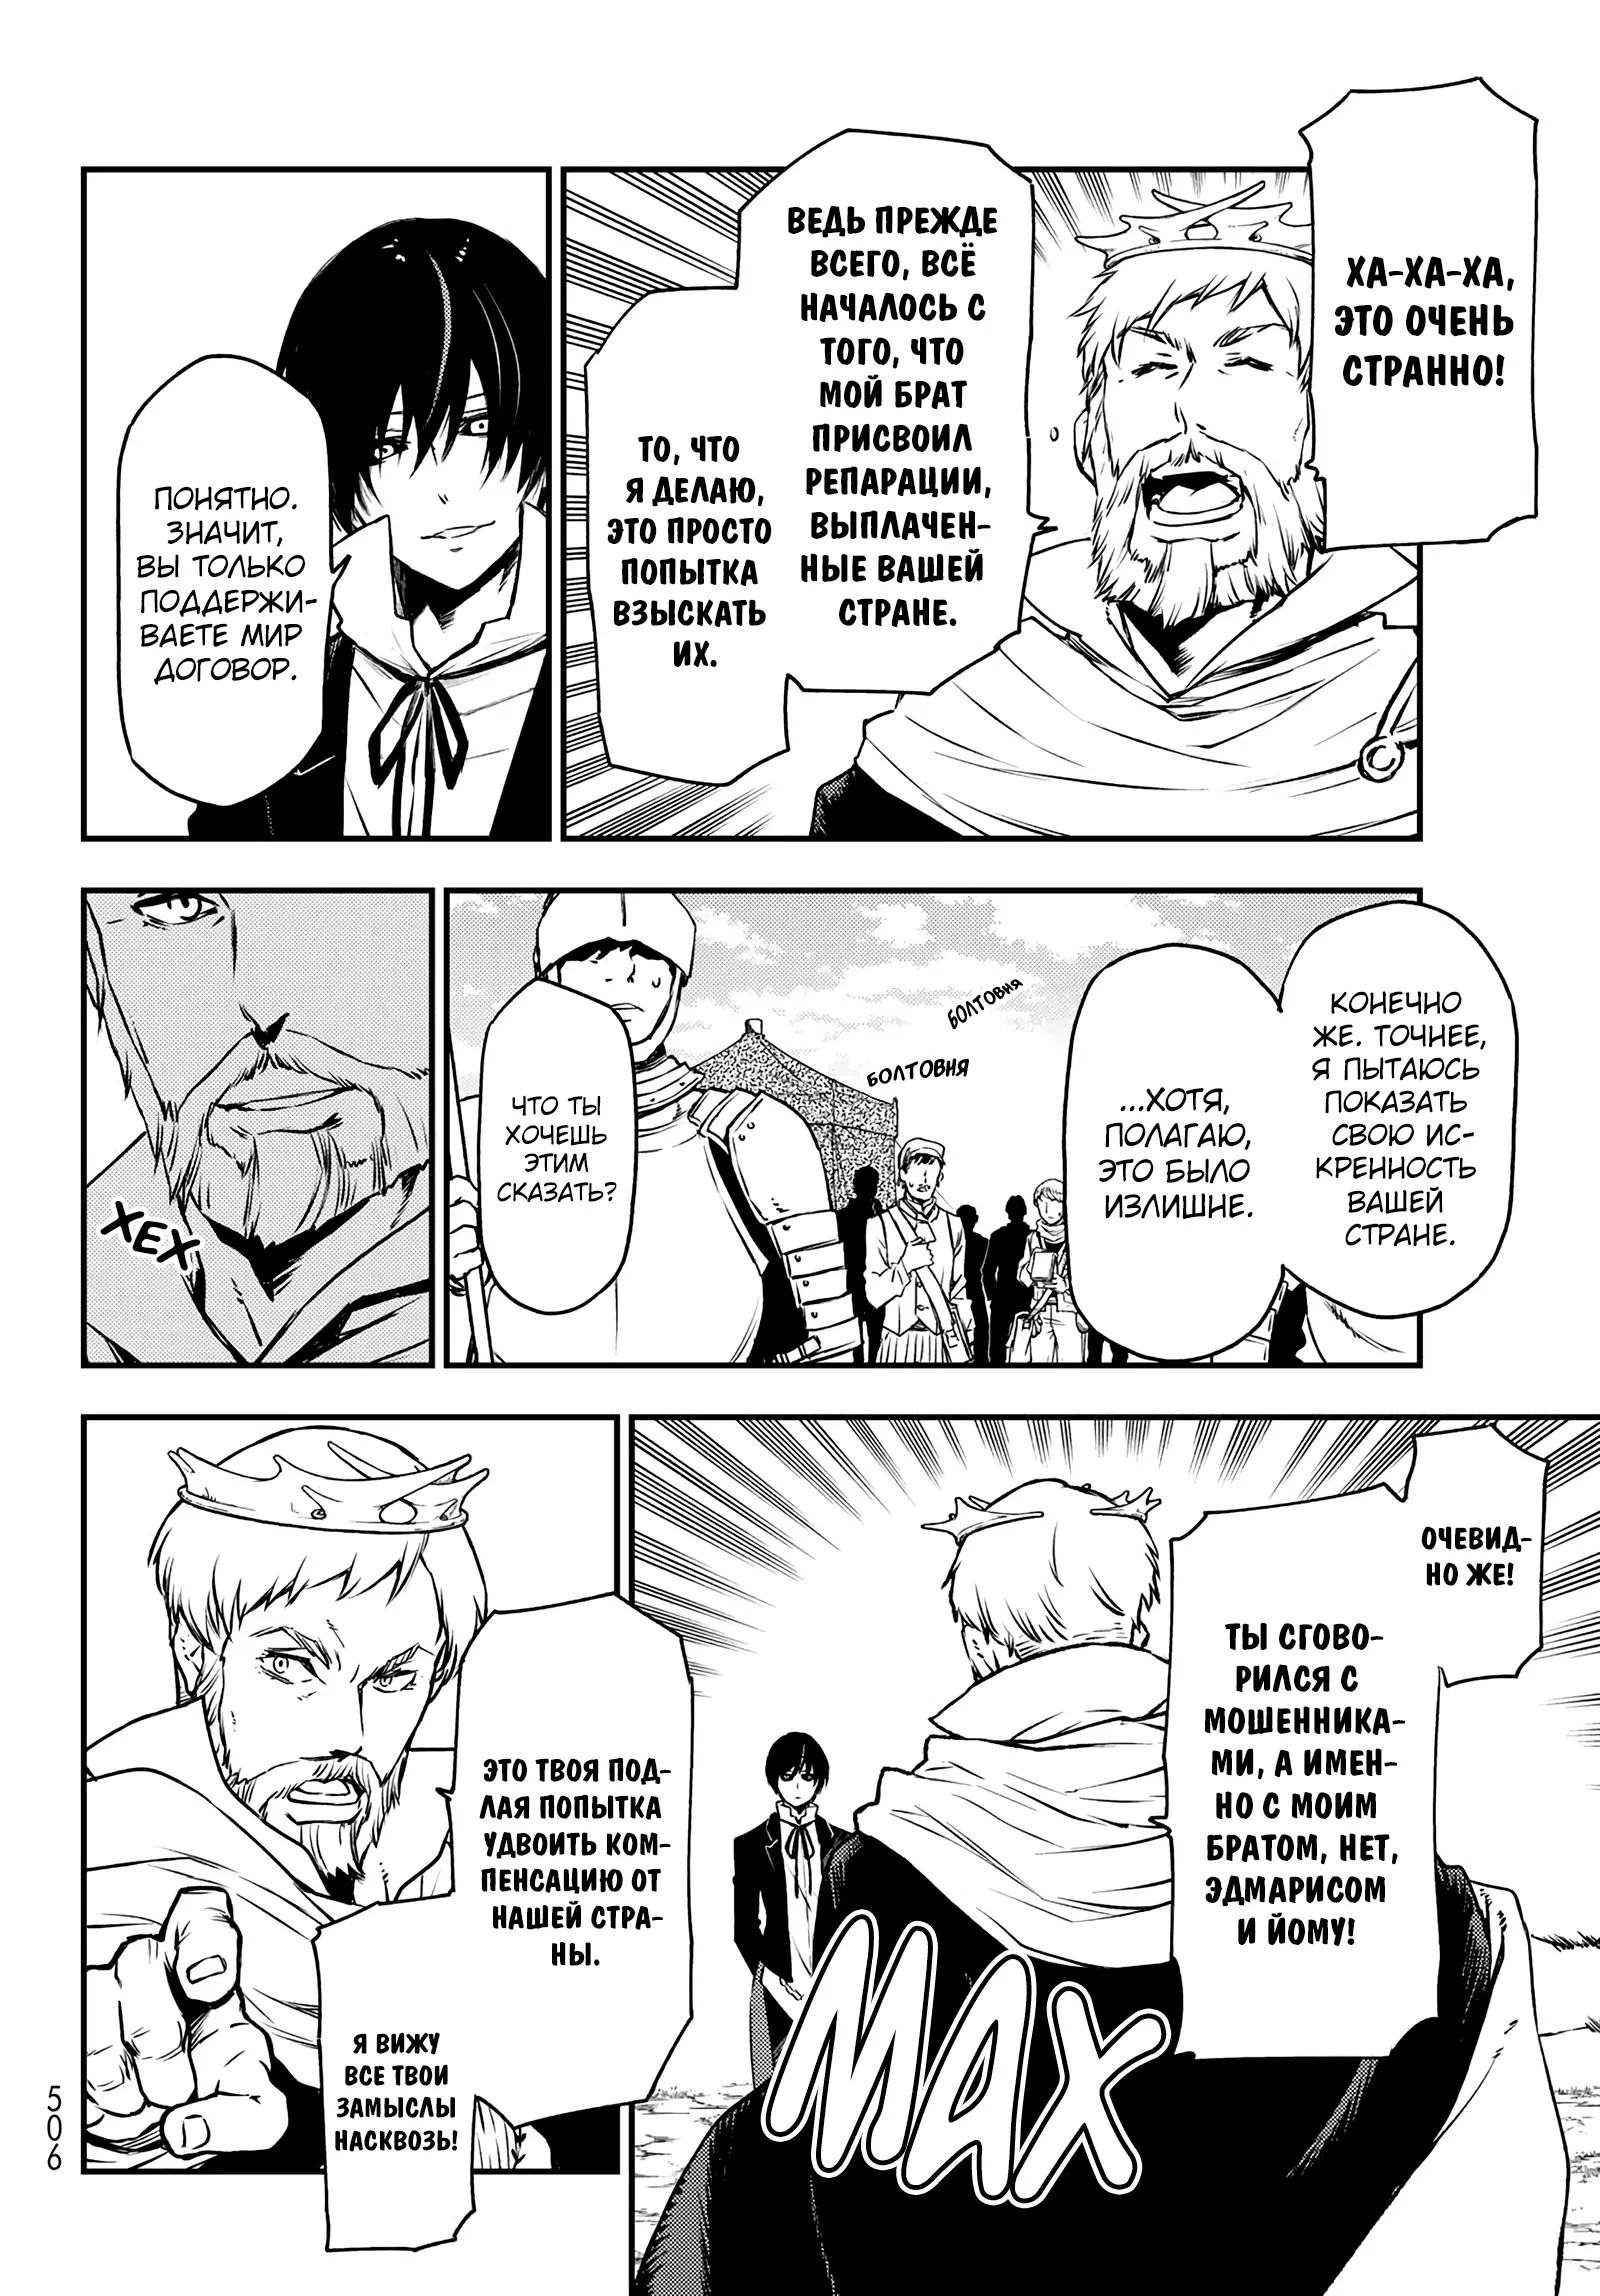 ХА-ХА-ХА,
ЭТО ОЧЕНЬ
СТРАННО!
ВЕДЬ ПРЕЖДЕ
ВСЕГО, ВСЁ
НАЧАЛОСЬ С
ТОГО, ЧТО
МОЙ БРАТ
ПРИСВОИЛ
РЕПАРАЦИИ,
ВЫПЛАЧЕН-
НЫЕ ВАШЕЙ
СТРАНЕ.
ТО, ЧТО
Я ДЕЛАЮ,
ЭТО ПРОСТО
ПОПЫТКА
ВЗЫСКАТЬ
ИХ.
ПОНЯТНО.
ЗНАЧИТ,
ВЫ ТОЛЬКО
ПОДДЕРЖИ-
ВАЕТЕ МИР
ДОГОВОР.
КОНЕЧНО
ЖЕ. ТОЧНЕЕ,
Я ПЫТАЮСЬ
ПОКАЗАТЬ
СВОЮ ИС-
КРЕННОСТЬ
ВАШЕЙ
СТРАНЕ.
...ХОТЯ,
ПОЛАГАЮ,
ЭТО БЫЛО
ИЗЛИШНЕ.
БОЛТОВНЯ
БОЛТОВНЯ
ЧТО ТЫ
ХОЧЕШЬ
ЭТИМ
СКАЗАТЬ?
ХЕХ
ОЧЕВИД-
НО ЖЕ!
ТЫ СГОВО-
РИЛСЯ С
МОШЕННИКА-
МИ, А ИМЕН-
НО С МОИМ
БРАТОМ, НЕТ,
ЭДМАРИСОМ
И ЙОМУ!
МАХ
ЭТО ТВОЯ ПОД-
ЛАЯ ПОПЫТКА
УДВОИТЬ КОМ-
ПЕНСАЦИЮ ОТ
НАШЕЙ СТРА-
НЫ.
Я ВИЖУ
ВСЕ ТВОИ
ЗАМЫСЛЫ
НАСКВОЗЬ!
506